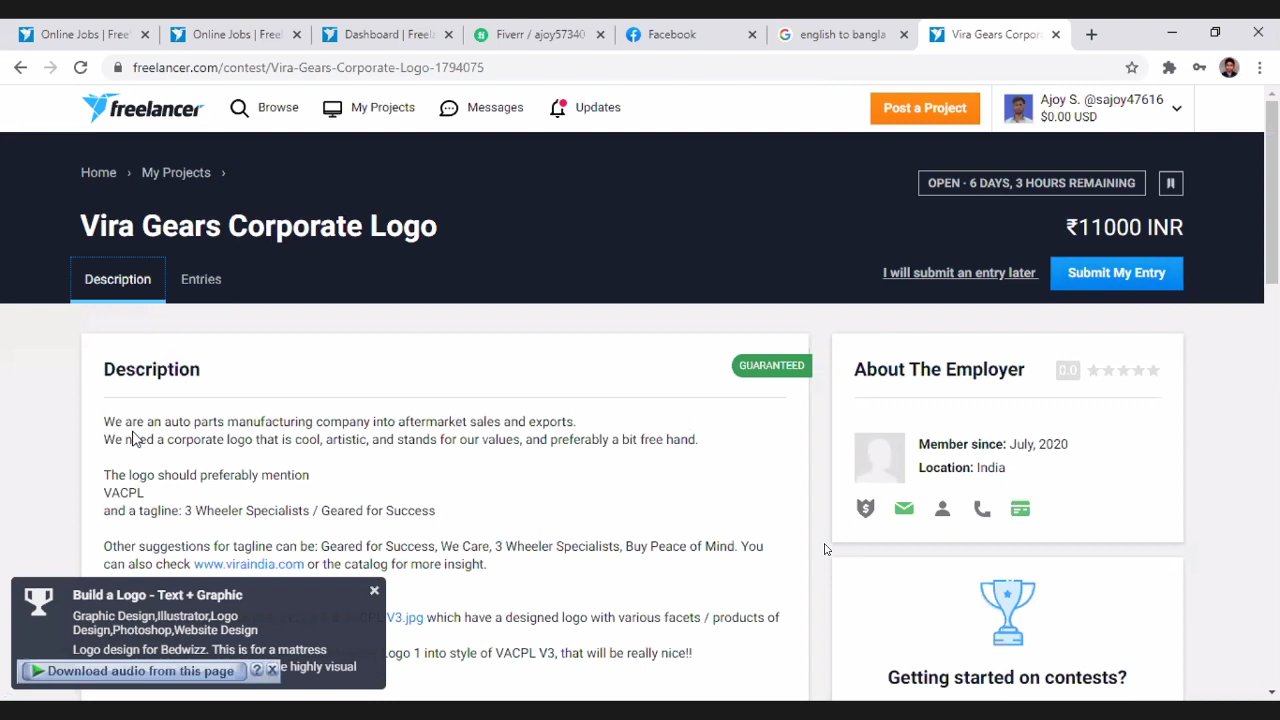 Online Jobs | Free
Online Jobs | Freel
Dashboard | Freela
Fiverr / ajoy57340
Facebook
english to bangla
Vira Gears Corpor
freelancer.com/contest/Vira-Gears-Corporate-Logo-1794075
freelancer
Browse
My Projects
Messages
Updates
Post a Project
Ajoy S. @sajoy47616
$0.00 USD
Home › My Projects ›
OPEN · 6 DAYS, 3 HOURS REMAINING
Vira Gears Corporate Logo
₹11000 INR
Description
Entries
I will submit an entry later
Submit My Entry
Description
GUARANTEED
We are an auto parts manufacturing company into aftermarket sales and exports.
We need a corporate logo that is cool, artistic, and stands for our values, and preferably a bit free hand.
The logo should preferably mention
VACPL
and a tagline: 3 Wheeler Specialists / Geared for Success
Other suggestions for tagline can be: Geared for Success, We Care, 3 Wheeler Specialists, Buy Peace of Mind. You
can also check www.viraindia.com or the catalog for more insight.
V3.jpg which have a designed logo with various facets / products of
ogo 1 into style of VACPL V3, that will be really nice!!
About The Employer
0.0
Member since: July, 2020
Location: India
Getting started on contests?
Build a Logo - Text + Graphic
Graphic Design,Illustrator,Logo
Design,Photoshop,Website Design
Logo design for Bedwizz. This is for a mattress
e highly visual
Download audio from this page